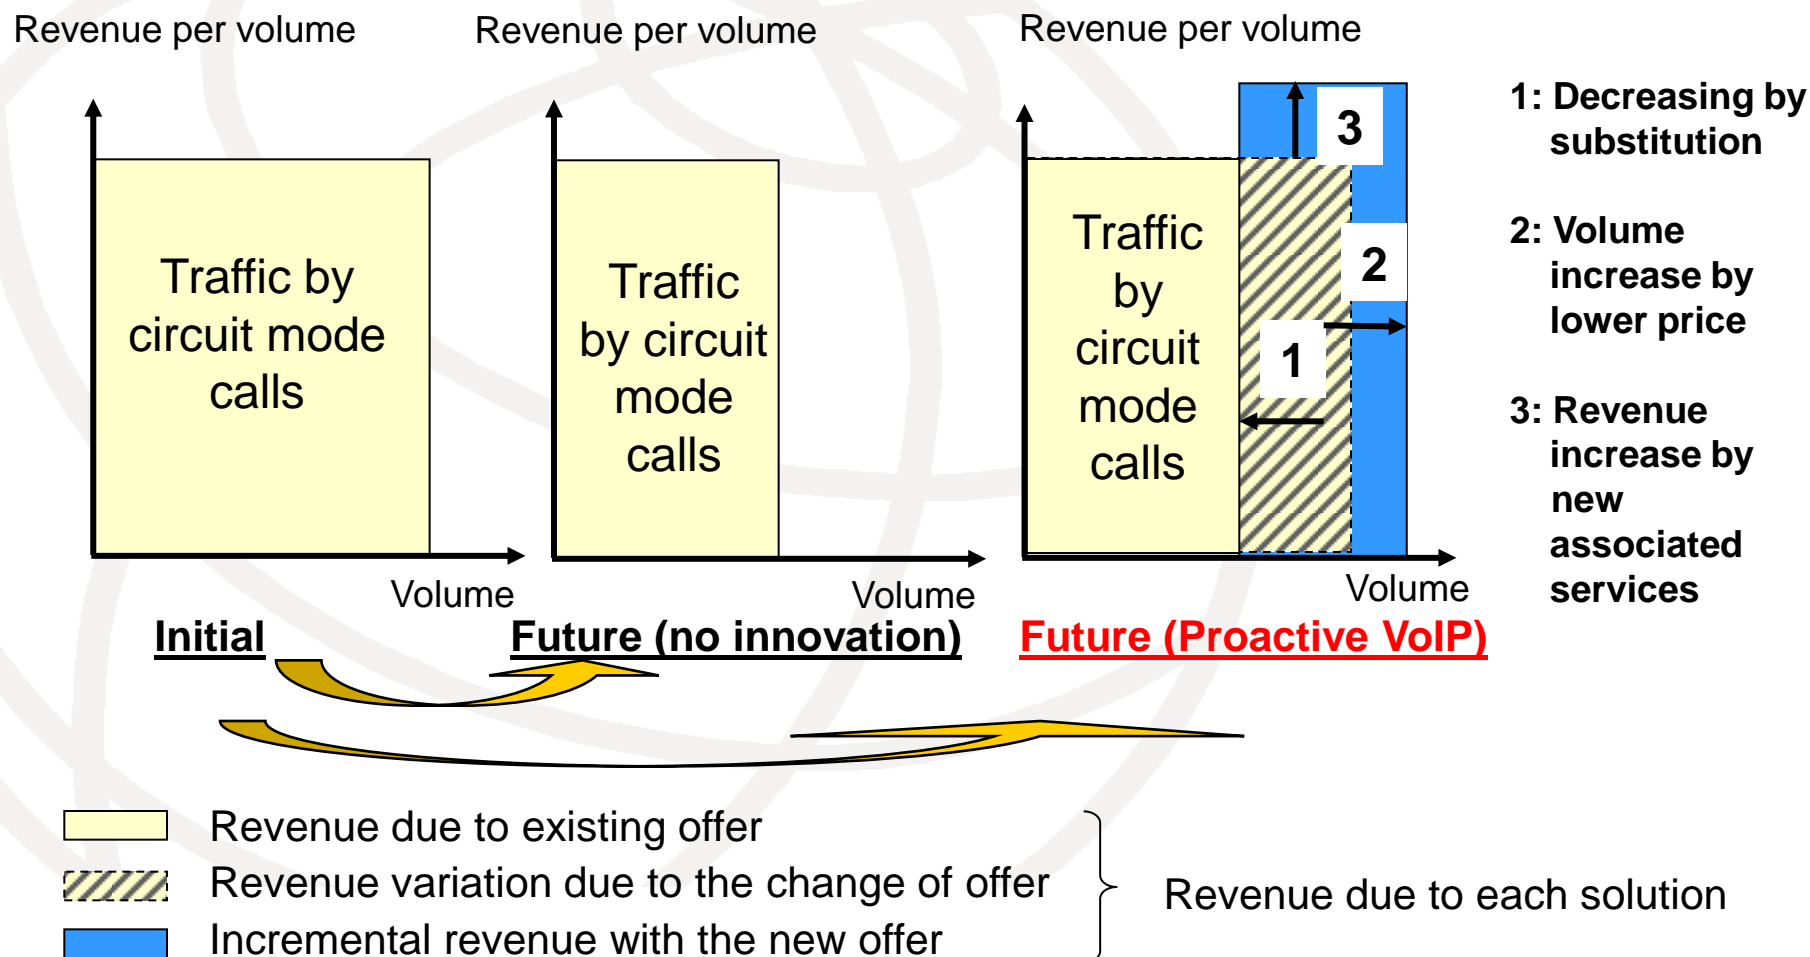 Revenue per volume
Revenue per volume
Revenue per volume
Traffic by
circuit mode
calls
Volume
Initial
Traffic
by circuit
mode
calls
Volume
Future (no innovation)
Traffic
by
circuit
mode
calls
3
2
1
Volume
Future (Proactive VoIP)
1: Decreasing by
substitution
2: Volume
increase by
lower price
3: Revenue
increase by
new
associated
services
Revenue due to existing offer
Revenue variation due to the change of offer
Incremental revenue with the new offer
Revenue due to each solution